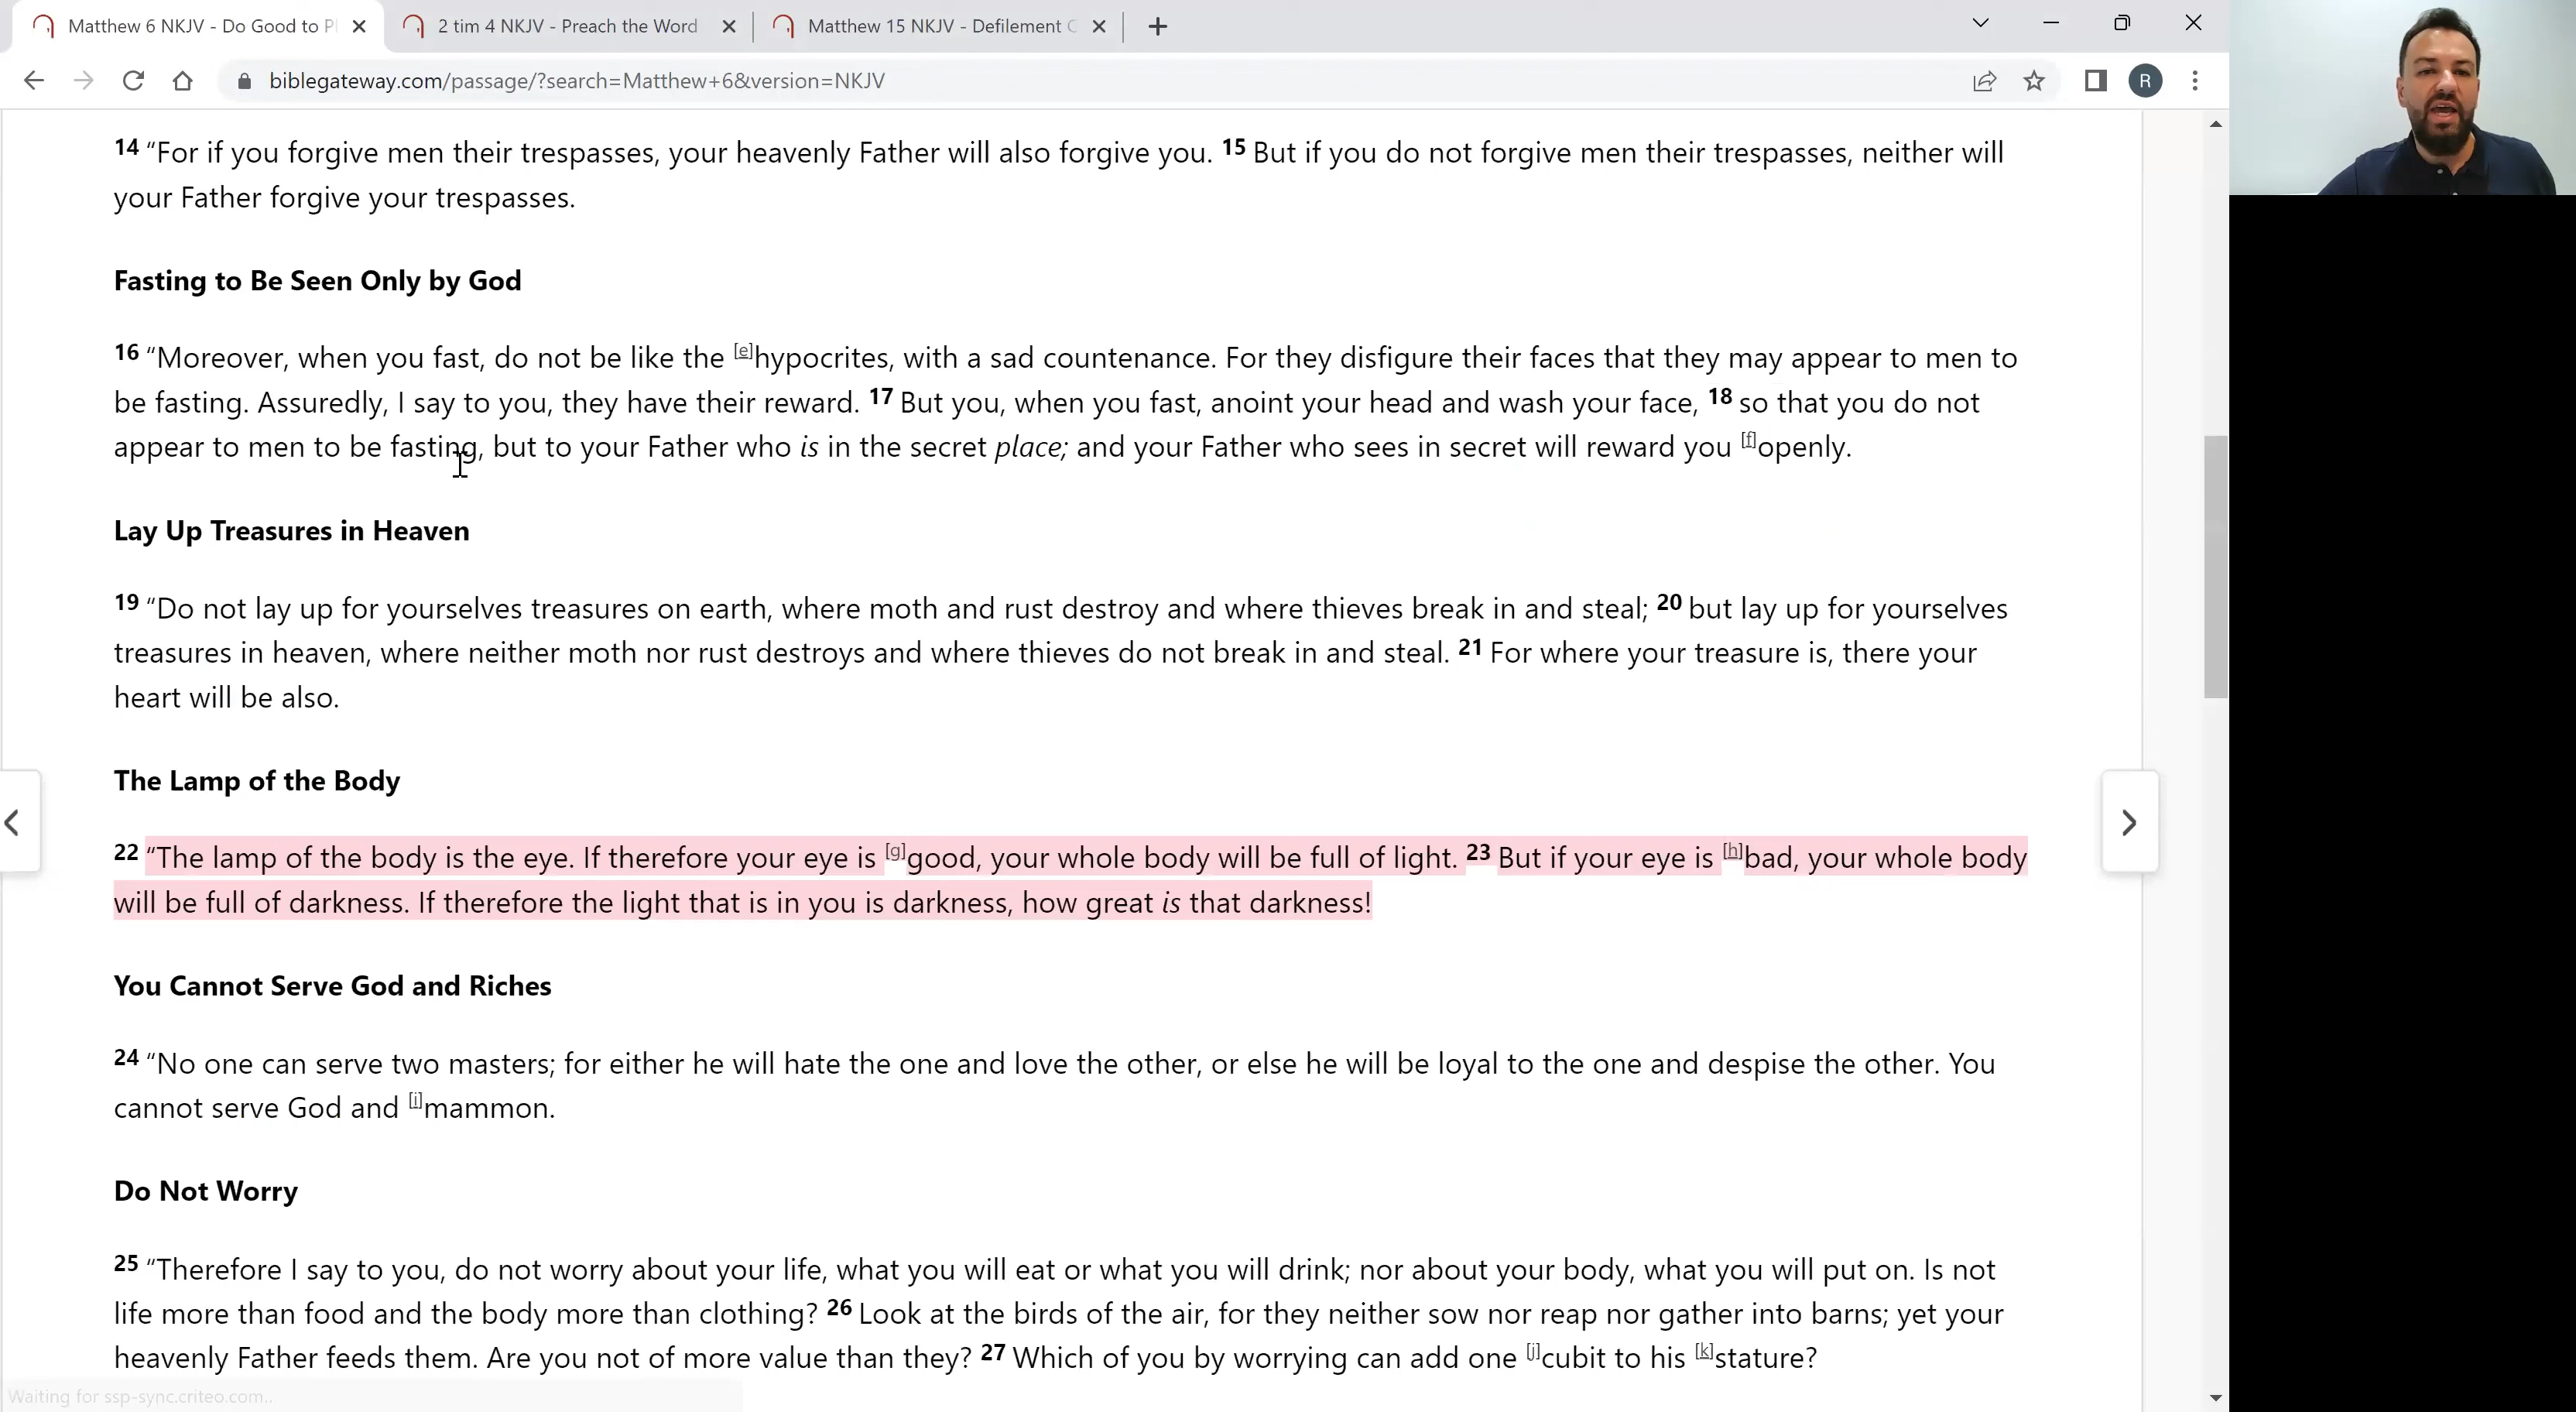 Matthew 6 NKJV - Do Good to Pl
2 tim 4 NKJV - Preach the Word
Matthew 15 NKJV - Defilement C
biblegateway.com/passage/?search=Matthew+6&version=NKJV
R
14 “For if you forgive men their trespasses, your heavenly Father will also forgive you. 15 But if you do not forgive men their trespasses, neither will
your Father forgive your trespasses.
Fasting to Be Seen Only by God
16 “Moreover, when you fast, do not be like the [e]hypocrites, with a sad countenance. For they disfigure their faces that they may appear to men to
be fasting. Assuredly, I say to you, they have their reward. 17 But you, when you fast, anoint your head and wash your face, 18 so that you do not
appear to men to be fasting, but to your Father who is in the secret place; and your Father who sees in secret will reward you [f]openly.
Lay Up Treasures in Heaven
19 “Do not lay up for yourselves treasures on earth, where moth and rust destroy and where thieves break in and steal; 20 but lay up for yourselves
treasures in heaven, where neither moth nor rust destroys and where thieves do not break in and steal. 21 For where your treasure is, there your
heart will be also.
The Lamp of the Body
22 “The lamp of the body is the eye. If therefore your eye is [g]good, your whole body will be full of light. 23 But if your eye is [h]bad, your whole body
will be full of darkness. If therefore the light that is in you is darkness, how great is that darkness!
You Cannot Serve God and Riches
24 “No one can serve two masters; for either he will hate the one and love the other, or else he will be loyal to the one and despise the other. You
cannot serve God and [i]mammon.
Do Not Worry
25 “Therefore I say to you, do not worry about your life, what you will eat or what you will drink; nor about your body, what you will put on. Is not
life more than food and the body more than clothing? 26 Look at the birds of the air, for they neither sow nor reap nor gather into barns; yet your
heavenly Father feeds them. Are you not of more value than they? 27 Which of you by worrying can add one [j]cubit to his [k]stature?
Waiting for ssp-sync.criteo.com...